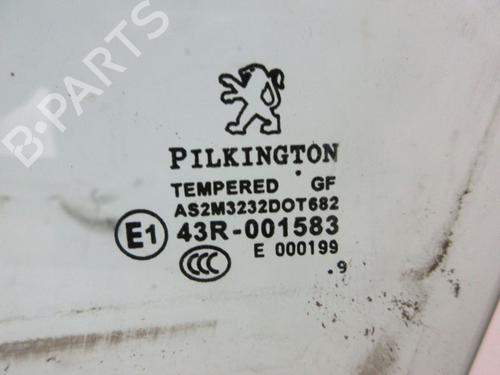 B-PARTS
PILKINGTON
TEMPERED GF
AS2M3232DOT682
E1 43R-001583
CCC E 000199
.9